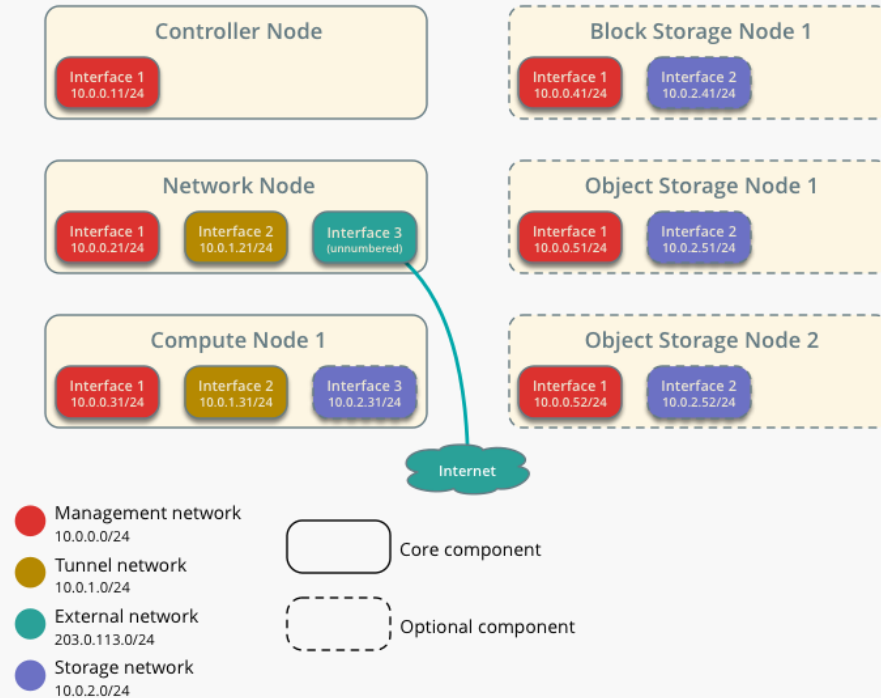 Controller Node
Interface 1
10.0.0.11/24
Block Storage Node 1
Interface 1
10.0.0.41/24
Interface 2
10.0.2.41/24
Network Node
Interface 1
10.0.0.21/24
Interface 2
10.0.1.21/24
Interface 3
(unnumbered)
Object Storage Node 1
Interface 1
10.0.0.51/24
Interface 2
10.0.2.51/24
Compute Node 1
Interface 1
10.0.0.31/24
Interface 2
10.0.1.31/24
Interface 3
10.0.2.31/24
Object Storage Node 2
Interface 1
10.0.0.52/24
Interface 2
10.0.2.52/24
Internet
Management network
10.0.0.0/24
Tunnel network
10.0.1.0/24
External network
203.0.113.0/24
Storage network
10.0.2.0/24
Core component
Optional component